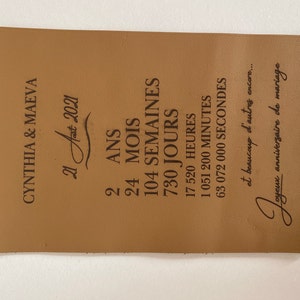 CYNTHIA & MAEVA
21 Août 2021
2 ANS
24 MOIS
104 SEMAINES
730 JOURS
17 520 HEURES
1 051 200 MINUTES
63 072 000 SECONDES
et beaucoup d'autres encore...
Joyeux anniversaire de mariage